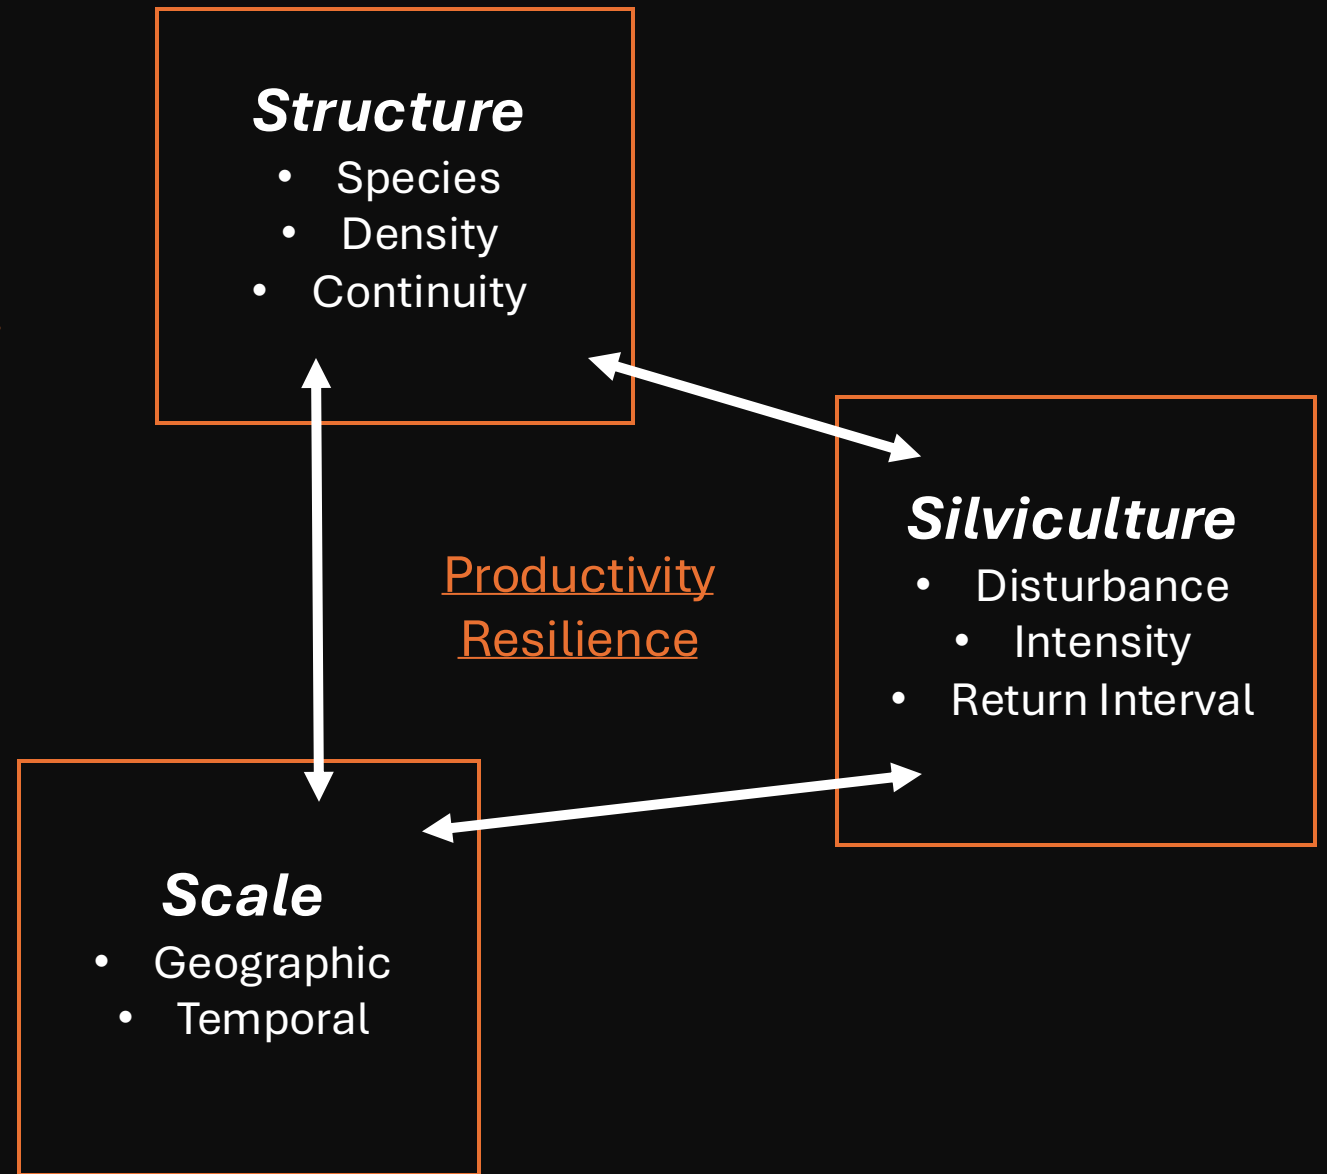 Structure
• Species
• Density
• Continuity
Productivity
Resilience
Silviculture
• Disturbance
• Intensity
• Return Interval
Scale
• Geographic
• Temporal